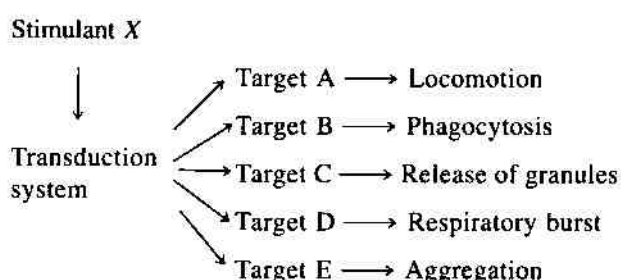 Stimulant X
Target A → Locomotion
Target B → Phagocytosis
Transduction system
Target C → Release of granules
Target D → Respiratory burst
Target E → Aggregation